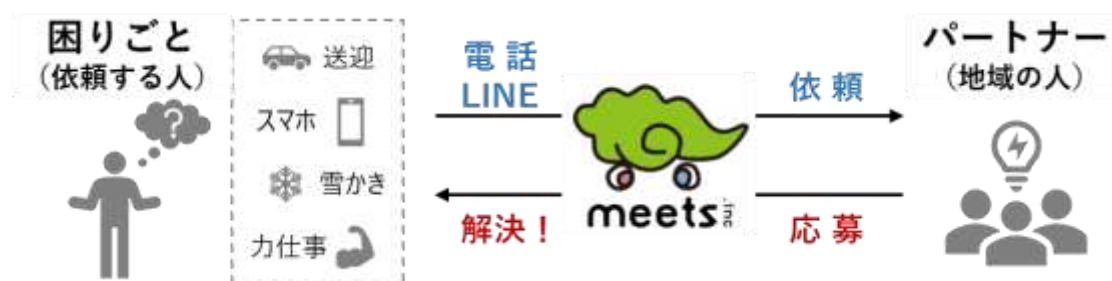 困りごと
(依頼する人)
?
送迎
スマホ
雪かき
力仕事
電話
LINE
解決！
meets.inc
依頼
応募
パートナー
(地域の人)